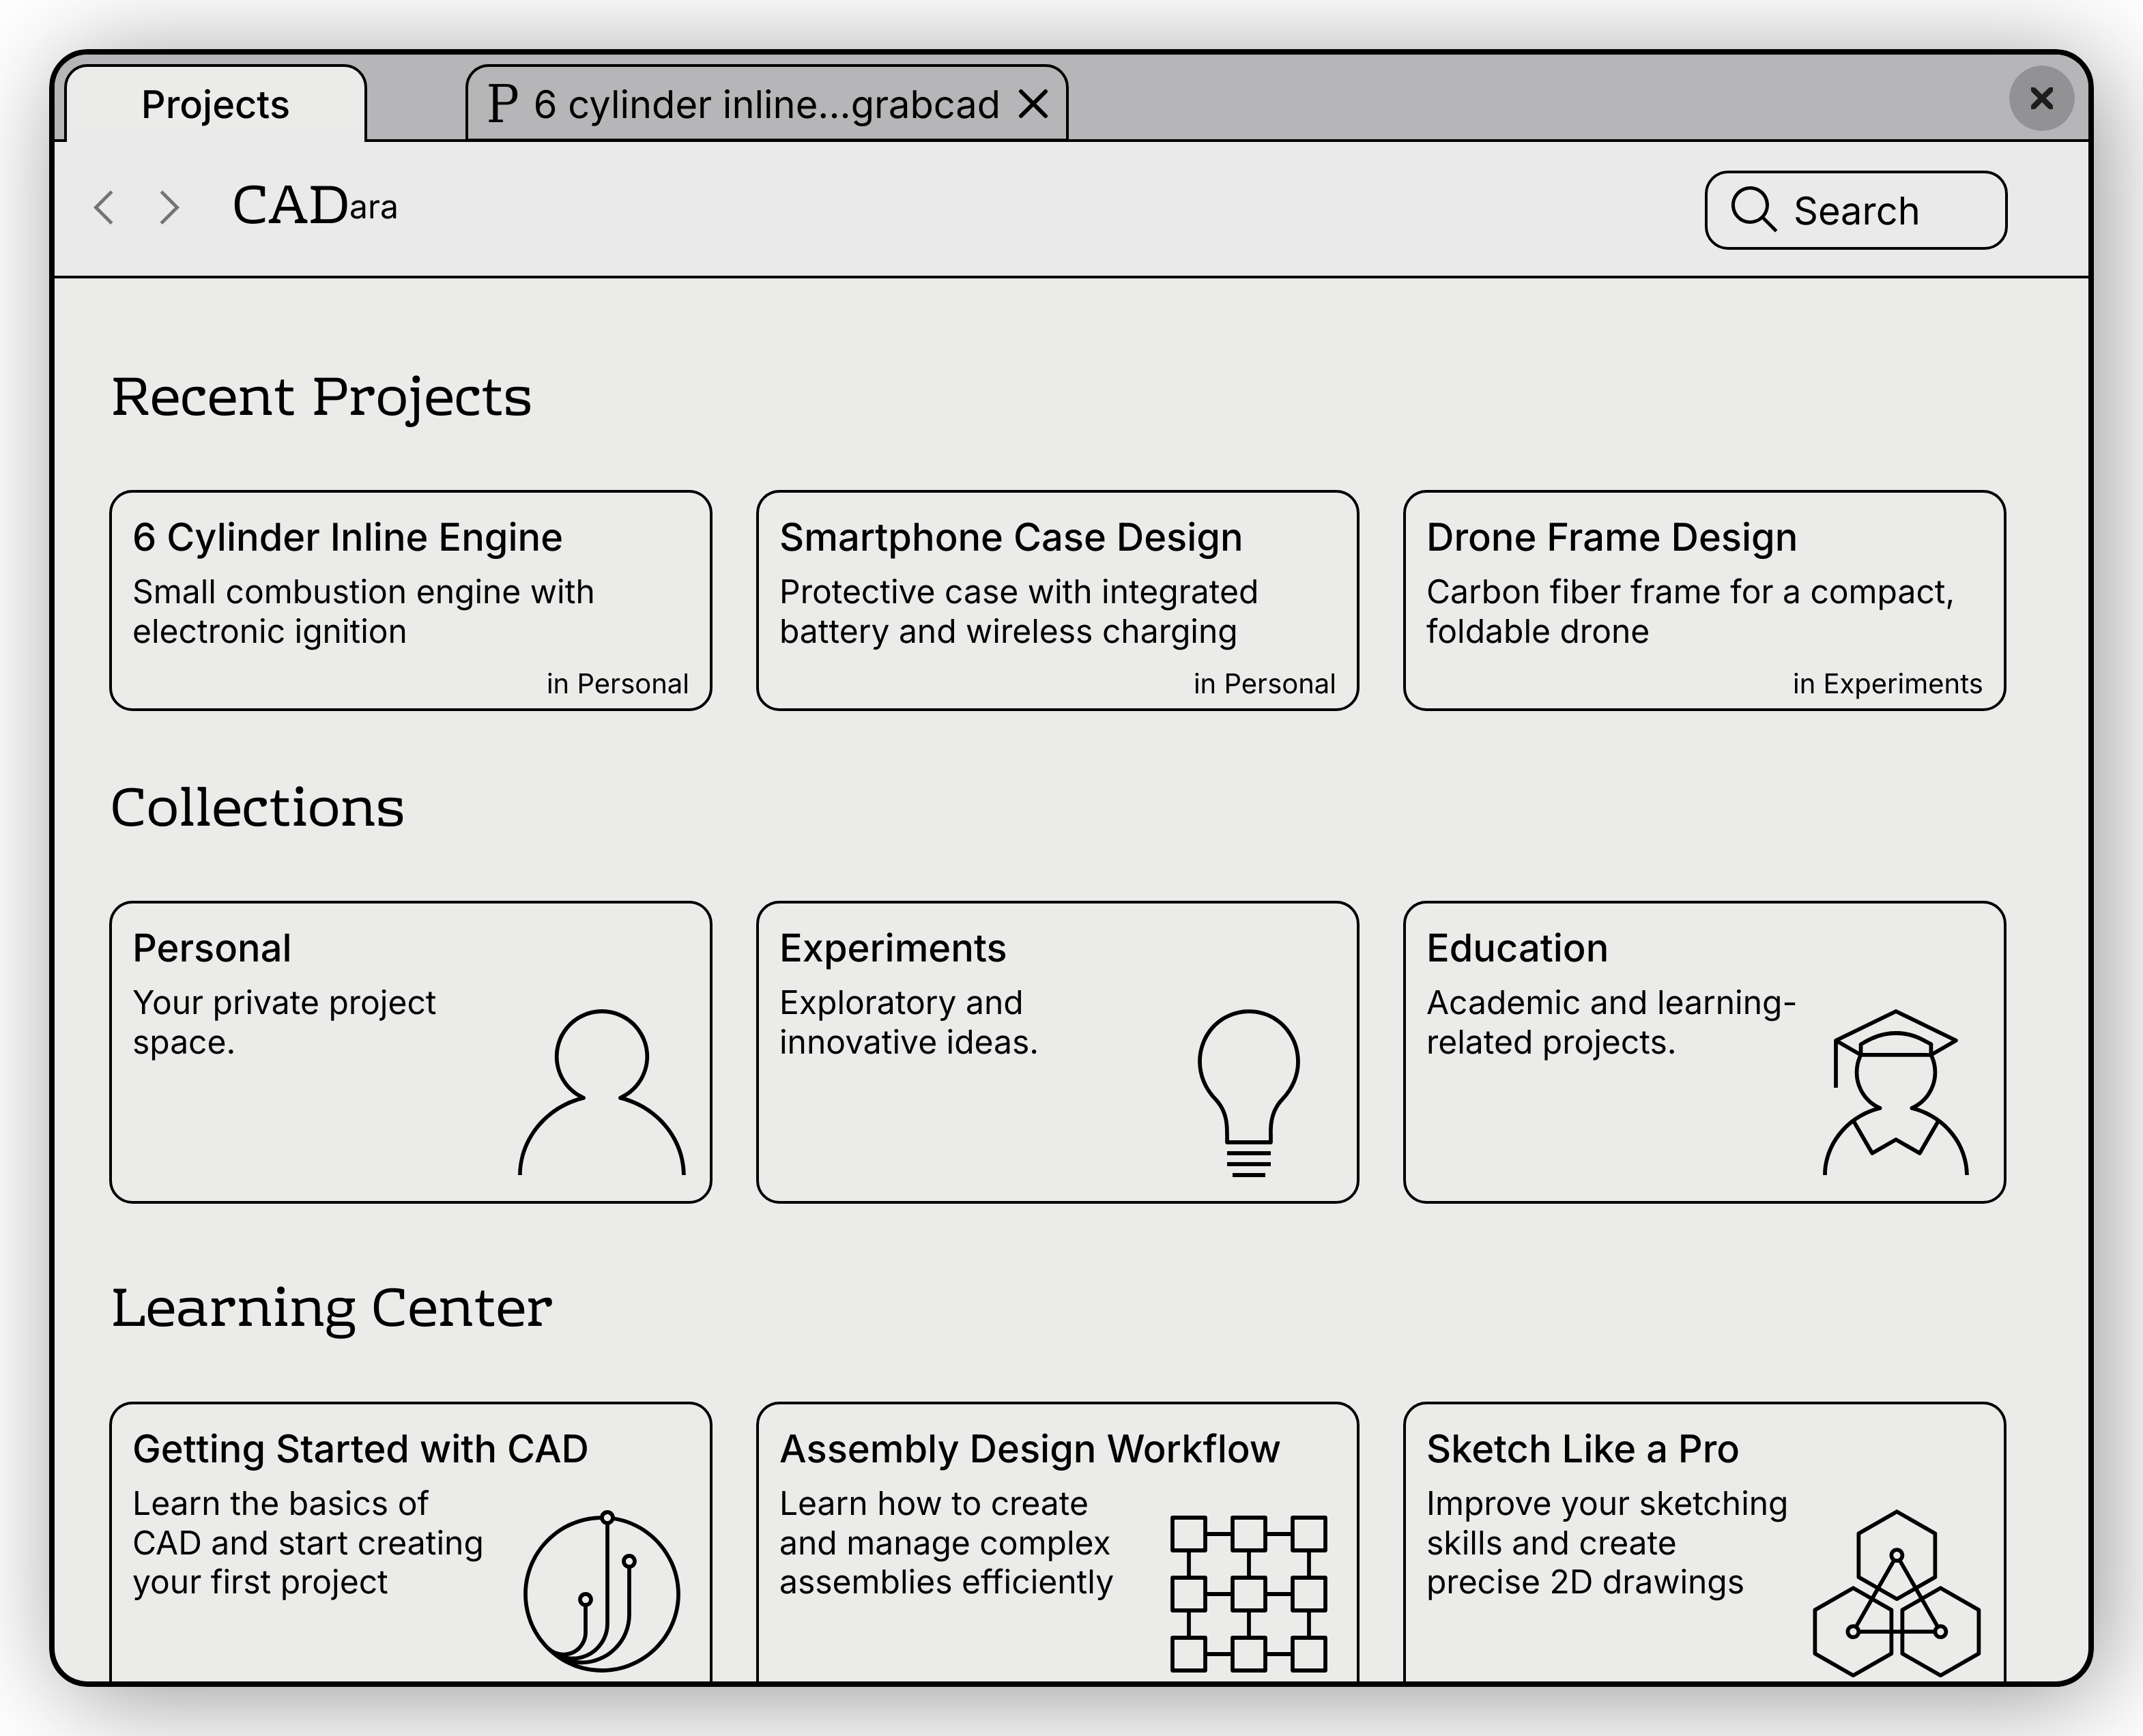 Projects
P 6 cylinder inline...grabcad
CADara
Search
Recent Projects
6 Cylinder Inline Engine
Small combustion engine with
electronic ignition
in Personal
Smartphone Case Design
Protective case with integrated
battery and wireless charging
in Personal
Drone Frame Design
Carbon fiber frame for a compact,
foldable drone
in Experiments
Collections
Personal
Your private project
space.
Experiments
Exploratory and
innovative ideas.
Education
Academic and learning-
related projects.
Learning Center
Getting Started with CAD
Learn the basics of
CAD and start creating
your first project
Assembly Design Workflow
Learn how to create
and manage complex
assemblies efficiently
Sketch Like a Pro
Improve your sketching
skills and create
precise 2D drawings